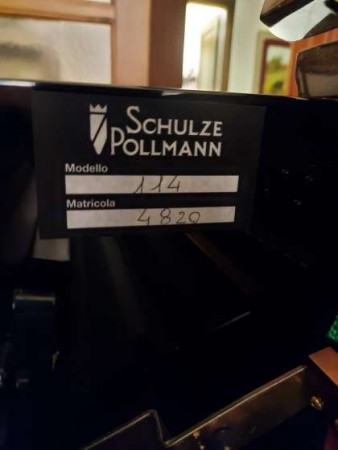 SCHULZE
POLLMANN
Modello
114
Matricola
4820